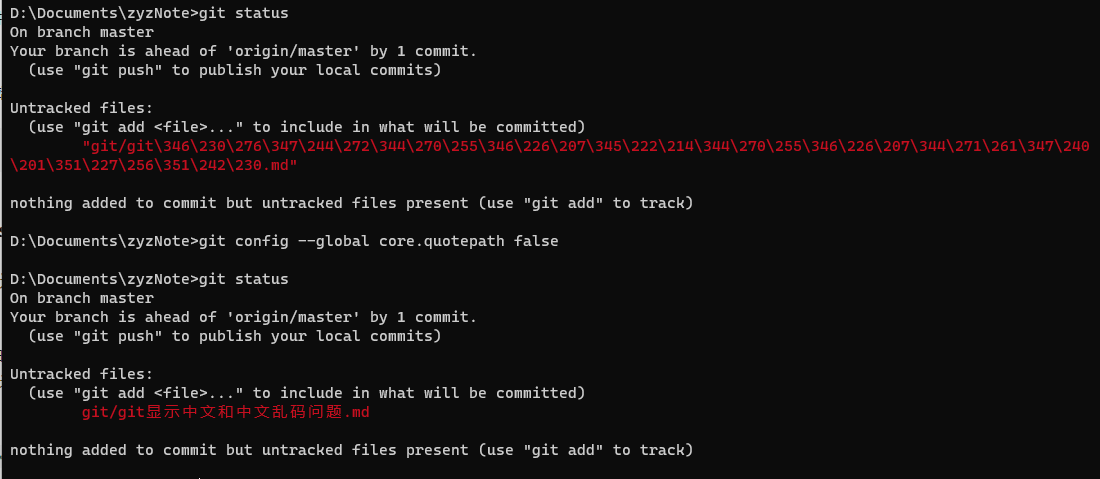 D:\Documents\zyzNote>git status
On branch master
Your branch is ahead of 'origin/master' by 1 commit.
  (use "git push" to publish your local commits)
Untracked files:
  (use "git add <file>..." to include in what will be committed)
        "git/git\346\230\276\347\244\272\344\270\255\346\226\207\345\222\214\344\270\255\346\226\207\344\271\261\347\240
\201\351\227\256\351\242\230.md"
nothing added to commit but untracked files present (use "git add" to track)
D:\Documents\zyzNote>git config --global core.quotepath false
D:\Documents\zyzNote>git status
On branch master
Your branch is ahead of 'origin/master' by 1 commit.
  (use "git push" to publish your local commits)
Untracked files:
  (use "git add <file>..." to include in what will be committed)
        git/git显示中文和中文乱码问题.md
nothing added to commit but untracked files present (use "git add" to track)